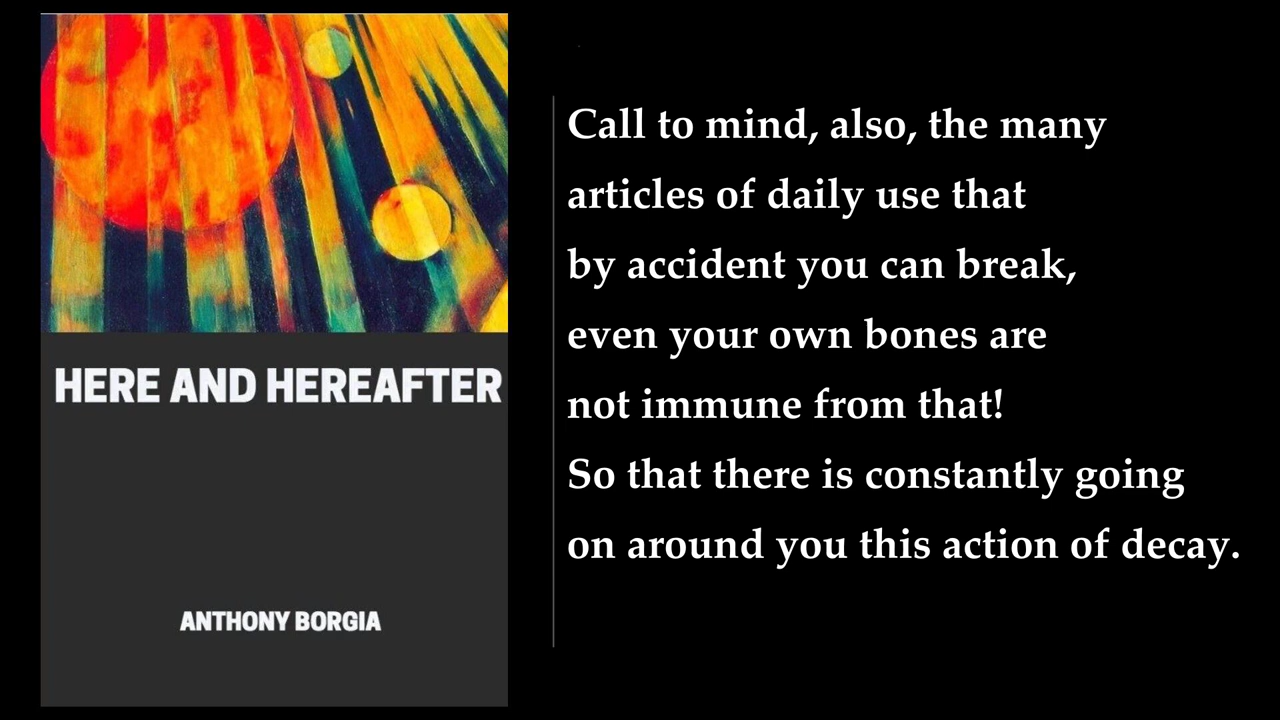 HERE AND HEREAFTER
ANTHONY BORGIA
Call to mind, also, the many
articles of daily use that
by accident you can break,
even your own bones are
not immune from that!
So that there is constantly going
on around you this action of decay.